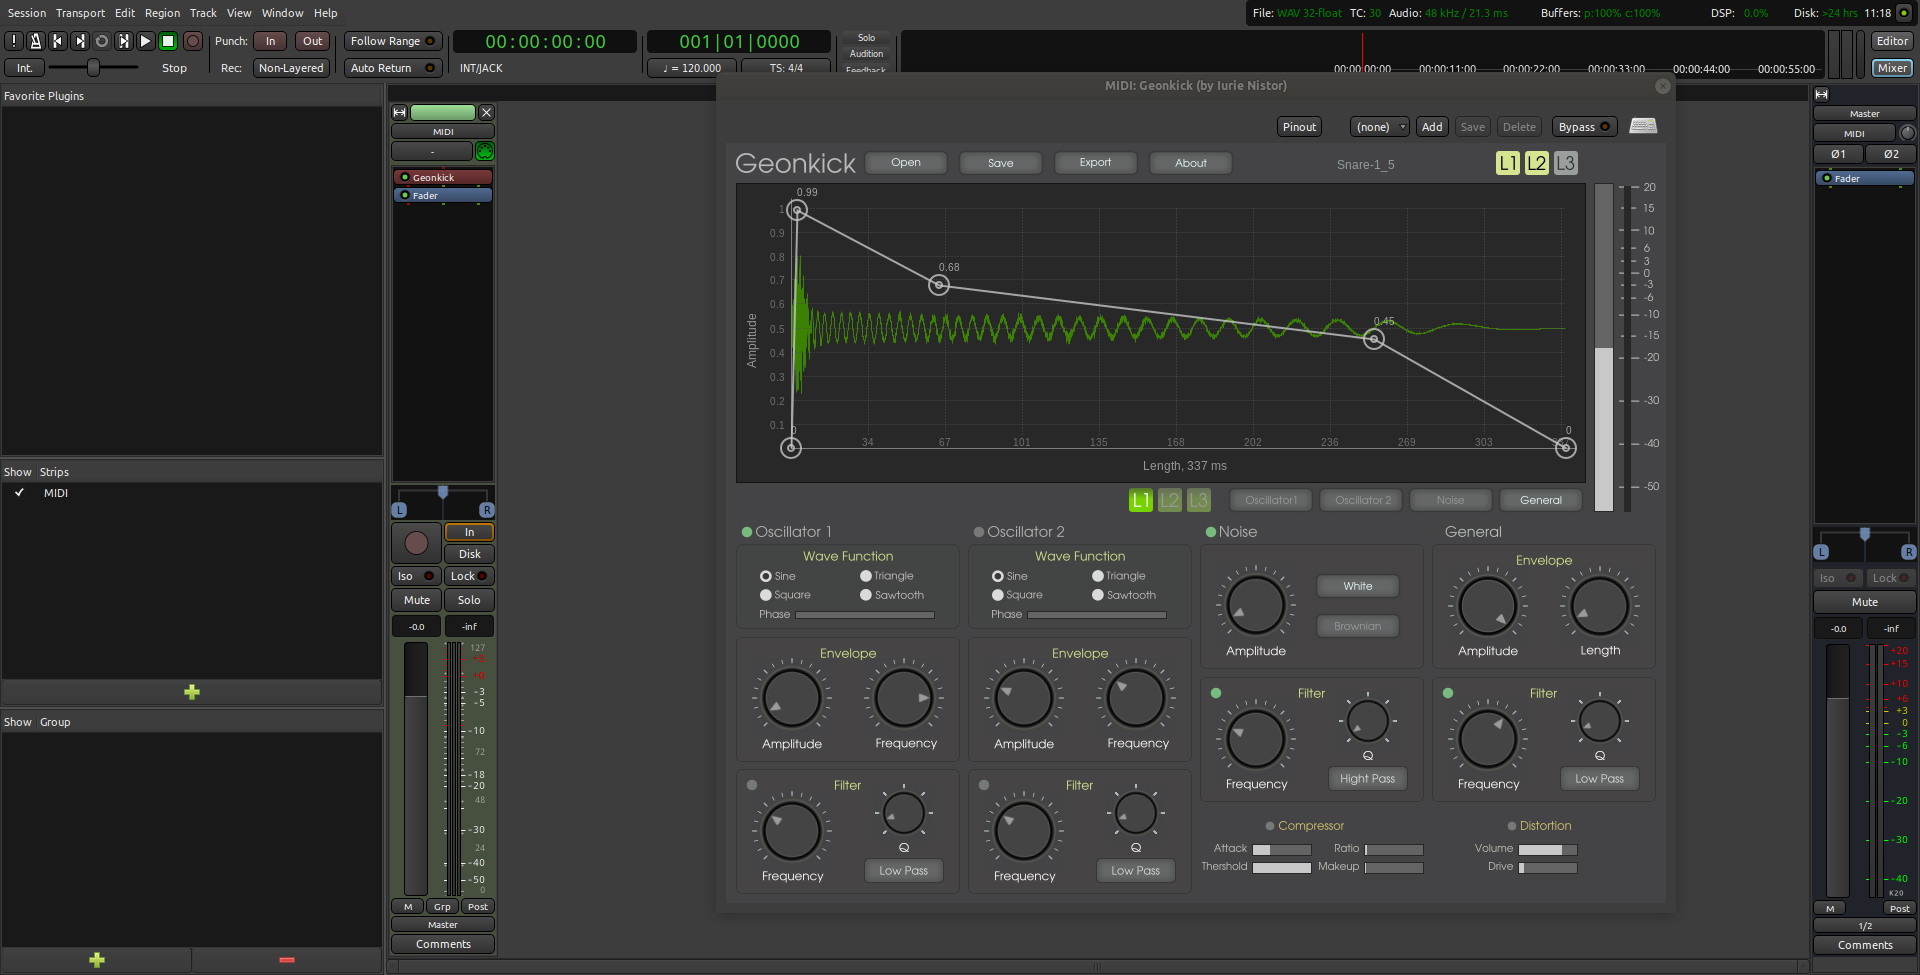 Session Transport Edit Region Track View Window Help
File: WAV 32-float TC: 30 Audio: 48 kHz / 21.3 ms Buffers: p:100% c:100% DSP: 0.0% Disk: >24 hrs 11:18
Punch: In Out Follow Range 00:00:00:00 001|01|0000 Solo Editor
Audition
Int. Stop Rec: Non-Layered Auto Return INT/JACK ♩ = 120.000 TS: 4/4 Feedback 00:00:00:00 00:00:11:00 00:00:22:00 00:00:33:00 00:00:44:00 00:00:55:00 Mixer
Favorite Plugins
Show Strips
MIDI
Show Group
MIDI
-
Geonkick
Fader
L R
In
Disk
Iso Lock
Mute Solo
-0.0 -inf
127
+3
+0
-3
-5
-10
72
-18
-20
48
-30
24
-40
-50
0
M Grp Post
Master
Comments
MIDI: Geonkick (by Iurie Nistor)
Pinout (none) Add Save Delete Bypass
Geonkick Open Save Export About Snare-1_5 L1 L2 L3
0.99
0.68
0.45
0
0
Amplitude
1
0.9
0.8
0.7
0.6
0.5
0.4
0.3
0.2
0.1
34 67 101 135 168 202 236 269 303
Length, 337 ms
20
15
10
6
3
0
-3
-6
-10
-15
-20
-30
-40
-50
L1 L2 L3 Oscillator1 Oscillator 2 Noise General
Oscillator 1
Wave Function
Sine Triangle
Square Sawtooth
Phase
Envelope
Amplitude Frequency
Filter
Q
Frequency Low Pass
Oscillator 2
Wave Function
Sine Triangle
Square Sawtooth
Phase
Envelope
Amplitude Frequency
Filter
Q
Frequency Low Pass
Noise
White
Brownian
Amplitude
Filter
Q
Frequency Hight Pass
General
Envelope
Amplitude Length
Filter
Q
Frequency Low Pass
Compressor
Attack Ratio
Thershold Makeup
Distortion
Volume
Drive
Master
MIDI
Ø1 Ø2
Fader
L R
Iso Lock
Mute
-0.0 -inf
+20
+15
+10
+6
+3
0
-3
-6
-10
-20
-30
-40
K20
M Post
1/2
Comments